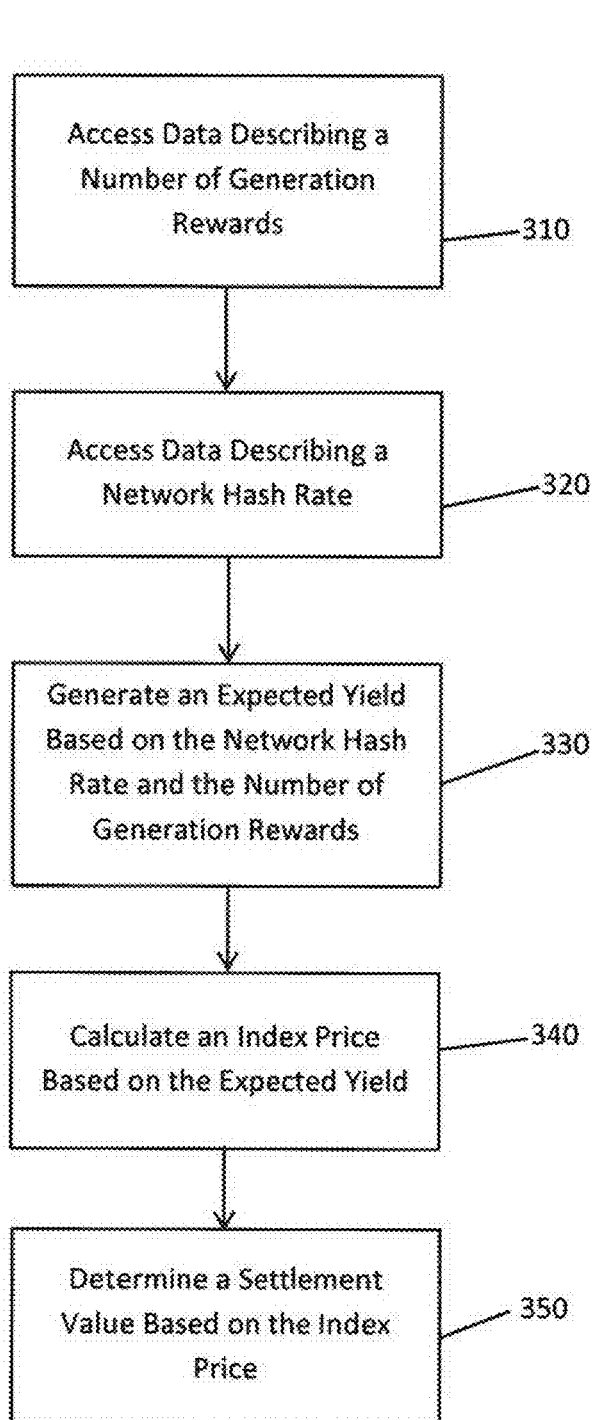 Access Data Describing a
Number of Generation
Rewards
310
Access Data Describing a
Network Hash Rate
320
Generate an Expected Yield
Based on the Network Hash
Rate and the Number of
Generation Rewards
330
Calculate an Index Price
Based on the Expected Yield
340
Determine a Settlement
Value Based on the Index
Price
350